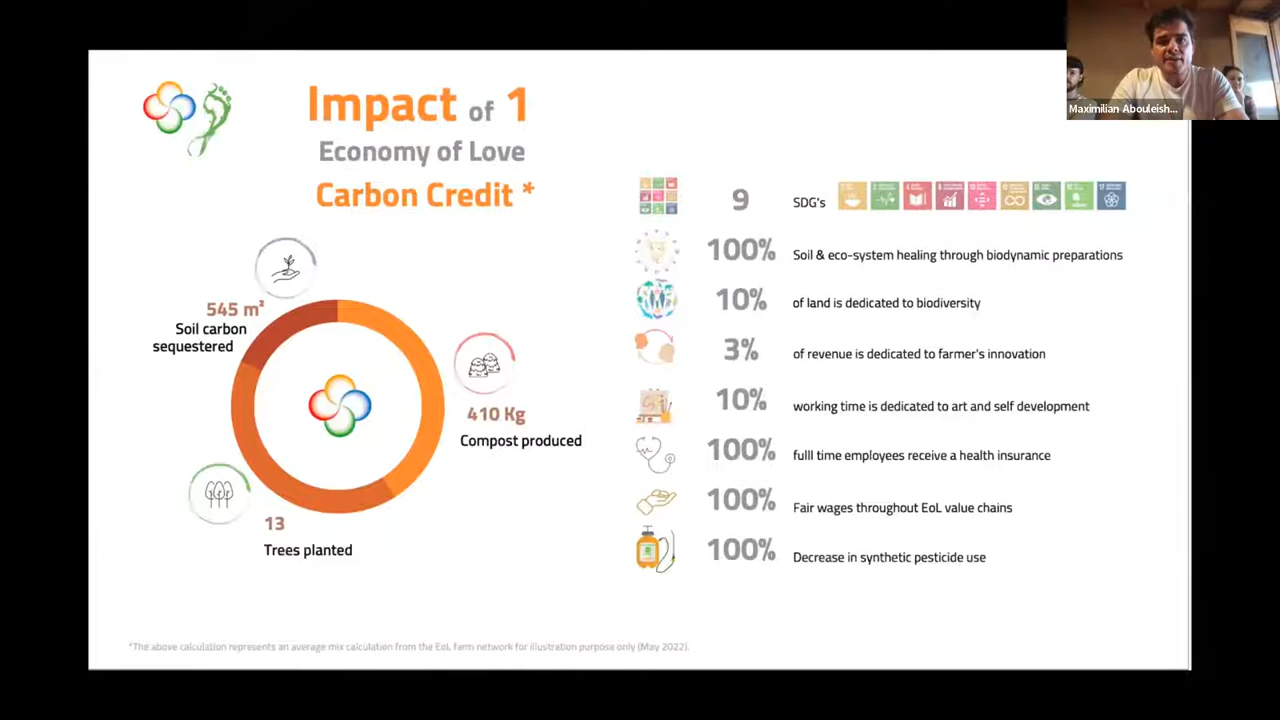 Impact of 1
Economy of Love
Carbon Credit *
545 m²
Soil carbon
sequestered
410 Kg
Compost produced
13
Trees planted
9 SDG's
100% Soil & eco-system healing through biodynamic preparations
10% of land is dedicated to biodiversity
3% of revenue is dedicated to farmer's innovation
10% working time is dedicated to art and self development
100% fulll time employees receive a health insurance
100% Fair wages throughout EoL value chains
100% Decrease in synthetic pesticide use
*The above calculation represents an average mix calculation from the EoL farm network for illustration purpose only (May 2022).
Maximilian Abouleish...